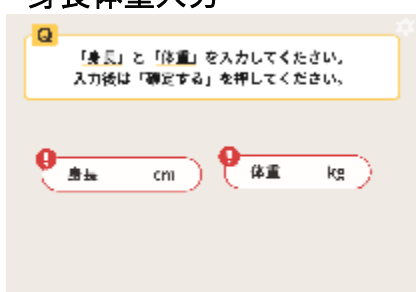 身長体重入力
Q
「身長」と「体重」を入力してください。
入力後は「確定する」を押してください。
! 身長 cm ! 体重 kg